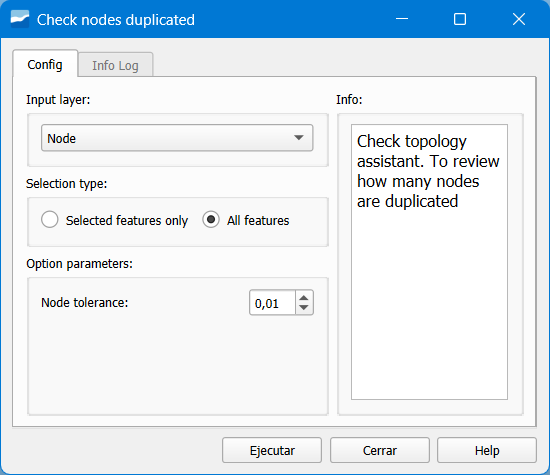 Check nodes duplicated
Config
Info Log
Input layer:
Node
Selection type:
Selected features only
All features
Option parameters:
Node tolerance:
0,01
Info:
Check topology
assistant. To review
how many nodes
are duplicated
Ejecutar
Cerrar
Help